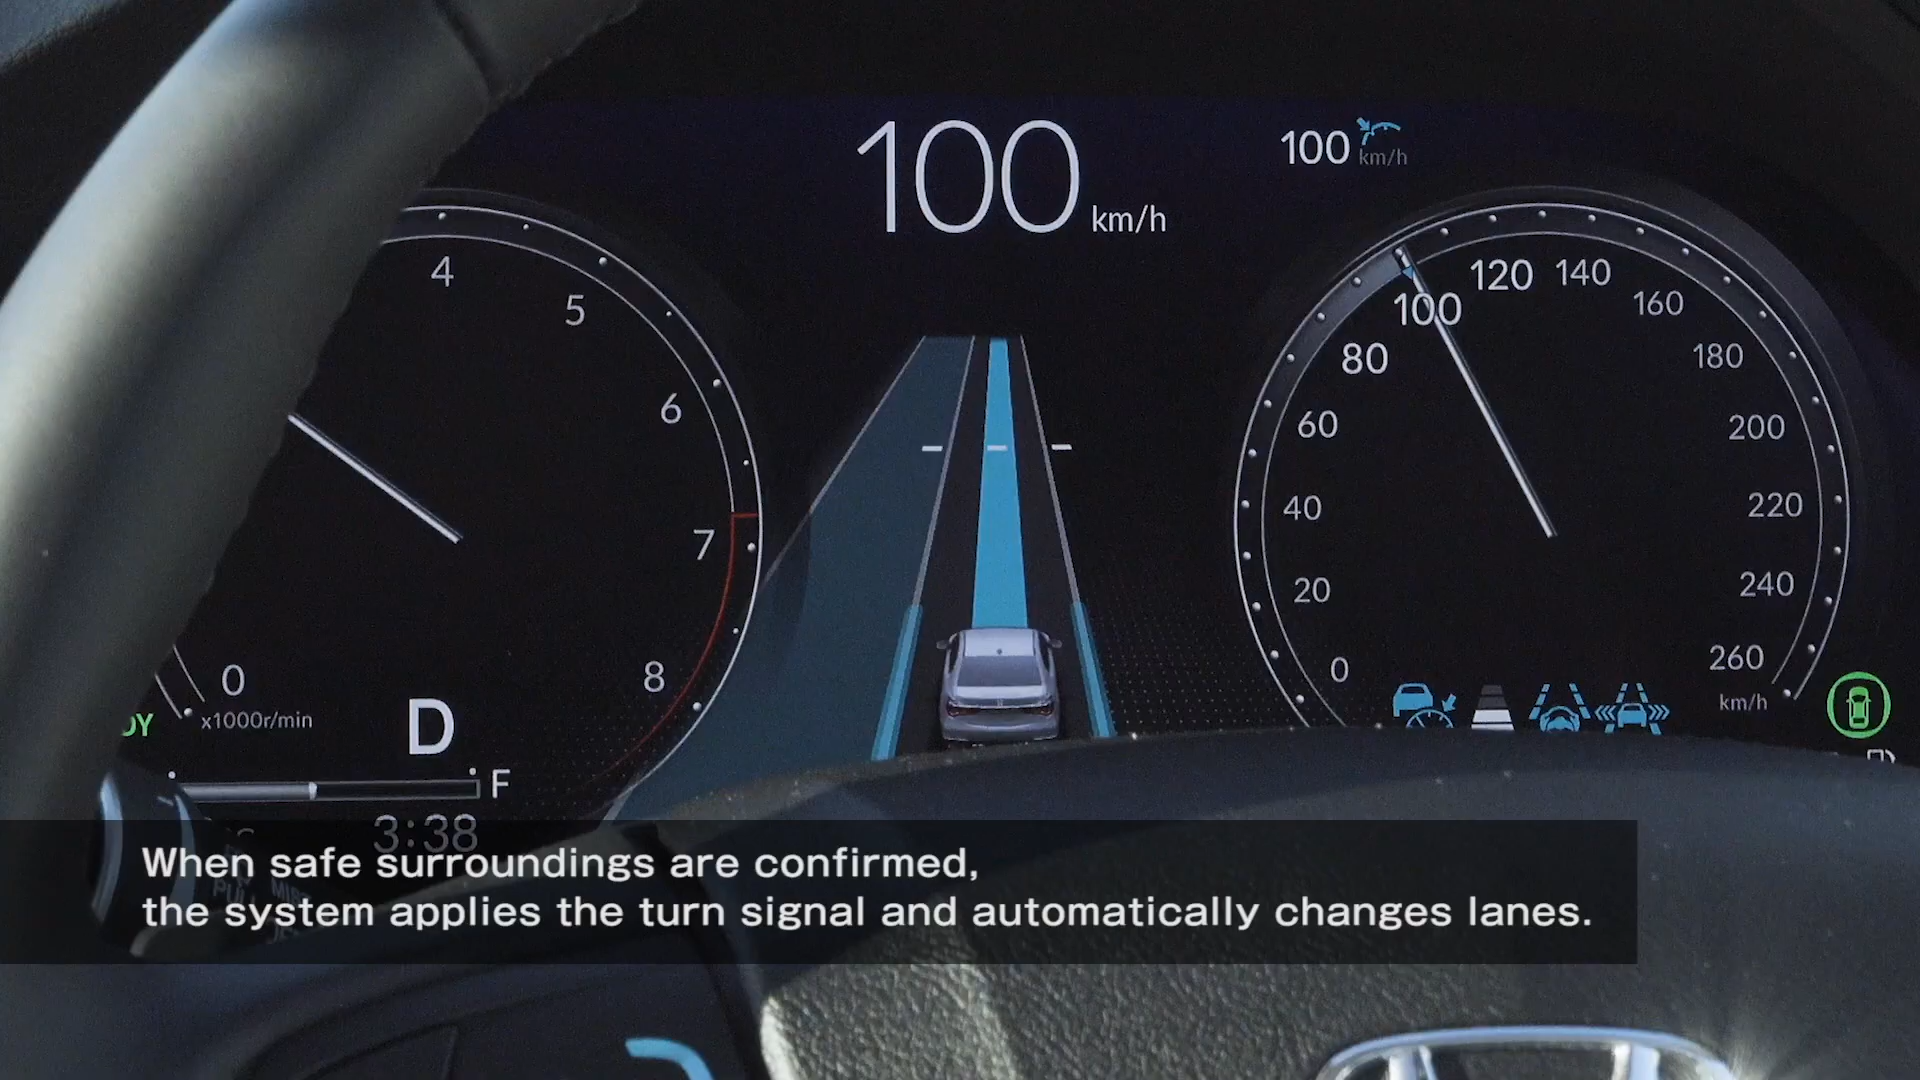 100 km/h
100 km/h
4
5
6
7
8
0
x1000r/min
D
F
3:38
0
20
40
60
80
100
120
140
160
180
200
220
240
260
km/h
When safe surroundings are confirmed,
the system applies the turn signal and automatically changes lanes.